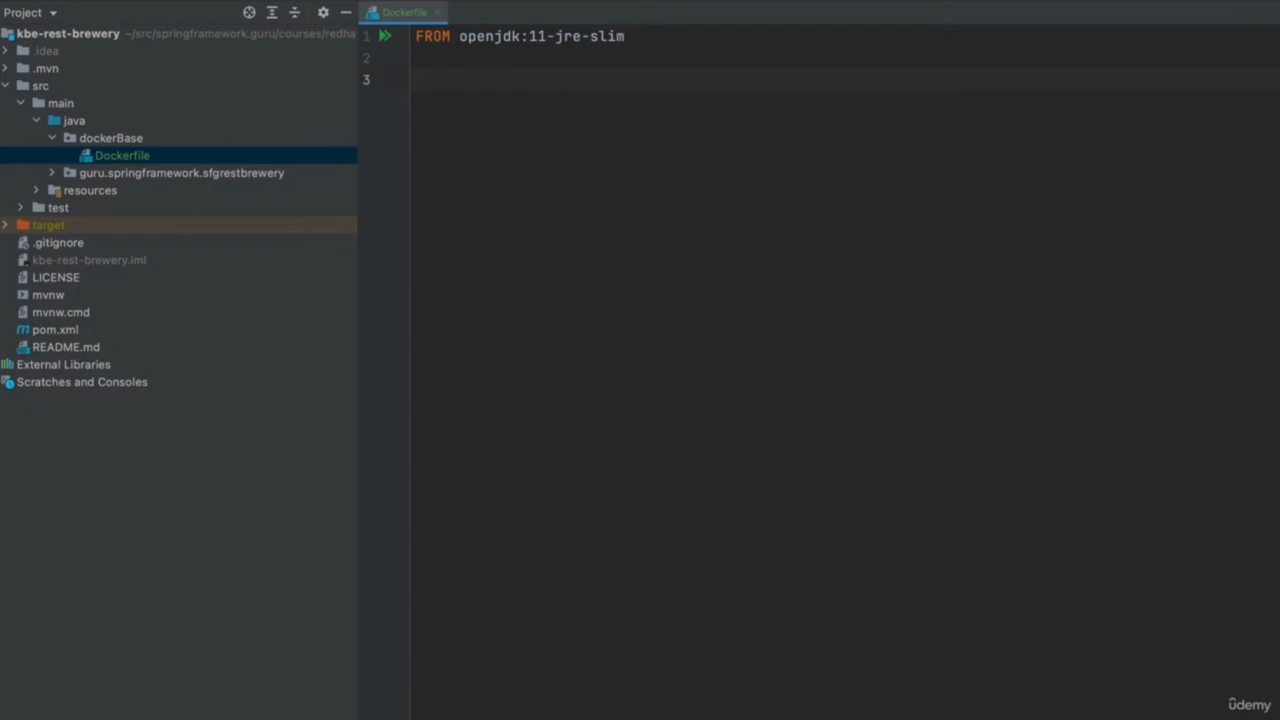 Project
Dockerfile
kbe-rest-brewery ~/src/springframework.guru/courses/redha
.idea
.mvn
src
main
java
dockerBase
Dockerfile
guru.springframework.sfgrestbrewery
resources
test
target
.gitignore
kbe-rest-brewery.iml
LICENSE
mvnw
mvnw.cmd
pom.xml
README.md
External Libraries
Scratches and Consoles
1 FROM openjdk:11-jre-slim
2
3
ûdemy